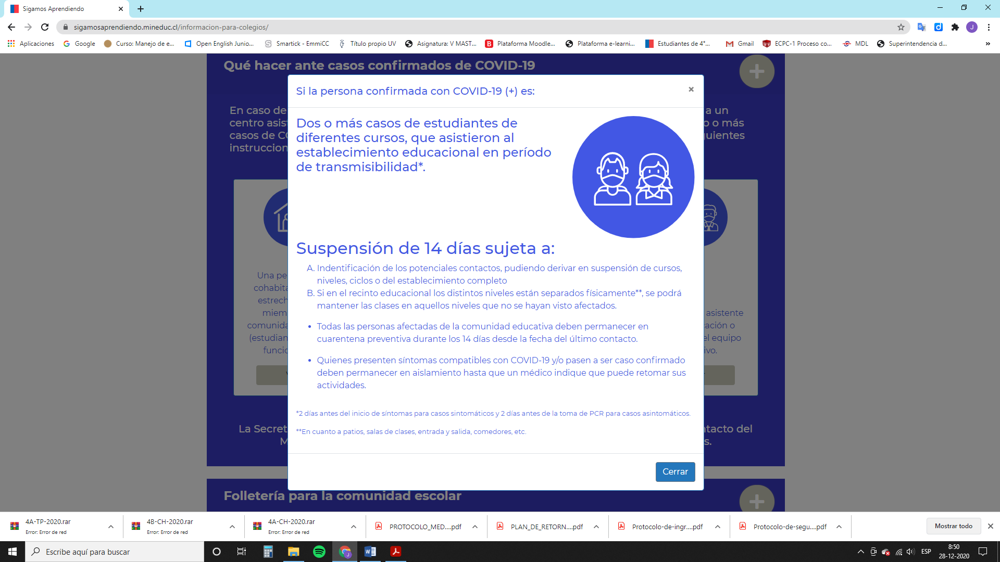 Sigamos Aprendiendo
sigamosaprendiendo.mineduc.cl/informacion-para-colegios/
J
Aplicaciones
Google
Curso: Manejo de e...
Open English Junio...
Smartick - EmmiCC
Título propio UV
Asignatura: V MAST...
Plataforma Moodle...
Plataforma e-learni...
Estudiantes de 4°...
Gmail
ECPC-1 Proceso co...
MDL
Superintendencia d...
»
Qué hacer ante casos confirmados de COVID-19
Si la persona confirmada con COVID-19 (+) es:
×
En caso de
a un
centro asist
o más
casos de CO
guientes
instruccion
Dos o más casos de estudiantes de
diferentes cursos, que asistieron al
establecimiento educacional en período
de transmisibilidad*.
Suspensión de 14 días sujeta a:
A. Indentificación de los potenciales contactos, pudiendo derivar en suspensión de cursos,
niveles, ciclos o del establecimiento completo
B. Si en el recinto educacional los distintos niveles están separados físicamente**, se podrá
mantener las clases en aquellos niveles que no se hayan visto afectados.
• Todas las personas afectadas de la comunidad educativa deben permanecer en
cuarentena preventiva durante los 14 días desde la fecha del último contacto.
• Quienes presenten síntomas compatibles con COVID-19 y/o pasen a ser caso confirmado
deben permanecer en aislamiento hasta que un médico indique que puede retomar sus
actividades.
*2 días antes del inicio de síntomas para casos sintomáticos y 2 días antes de la toma de PCR para casos asintomáticos.
**En cuanto a patios, salas de clases, entrada y salida, comedores, etc.
Cerrar
Una pe
cohabita
estrech
miem
comunida
(estudian
funcio
asistente
cación o
el equipo
ivo.
La Secret
ntacto del
M
s.
Folletería para la comunidad escolar
4A-TP-2020.rar
Error: Error de red
4B-CH-2020.rar
Error: Error de red
4A-CH-2020.rar
Error: Error de red
PROTOCOLO_MED....pdf
PLAN_DE_RETORN....pdf
Protocolo-de-ingr....pdf
Protocolo-de-segu....pdf
Mostrar todo
Escribe aquí para buscar
ESP
8:50
28-12-2020